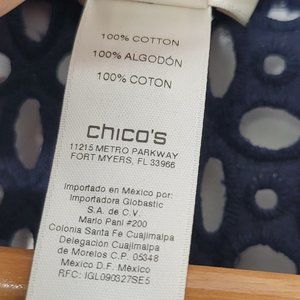 100% COTTON
100% ALGODÓN
100% COTON
chico's
11215 METRO PARKWAY
FORT MYERS, FL 33966
Importado en México por:
Importadora Globastic
S.A. de C.V.
Mario Pani #200
Colonia Santa Fe Cuajimalpa
Delegación Cuajimalpa
de Morelos C.P. 05348
México D.F. México
RFC: IGL090327SE5